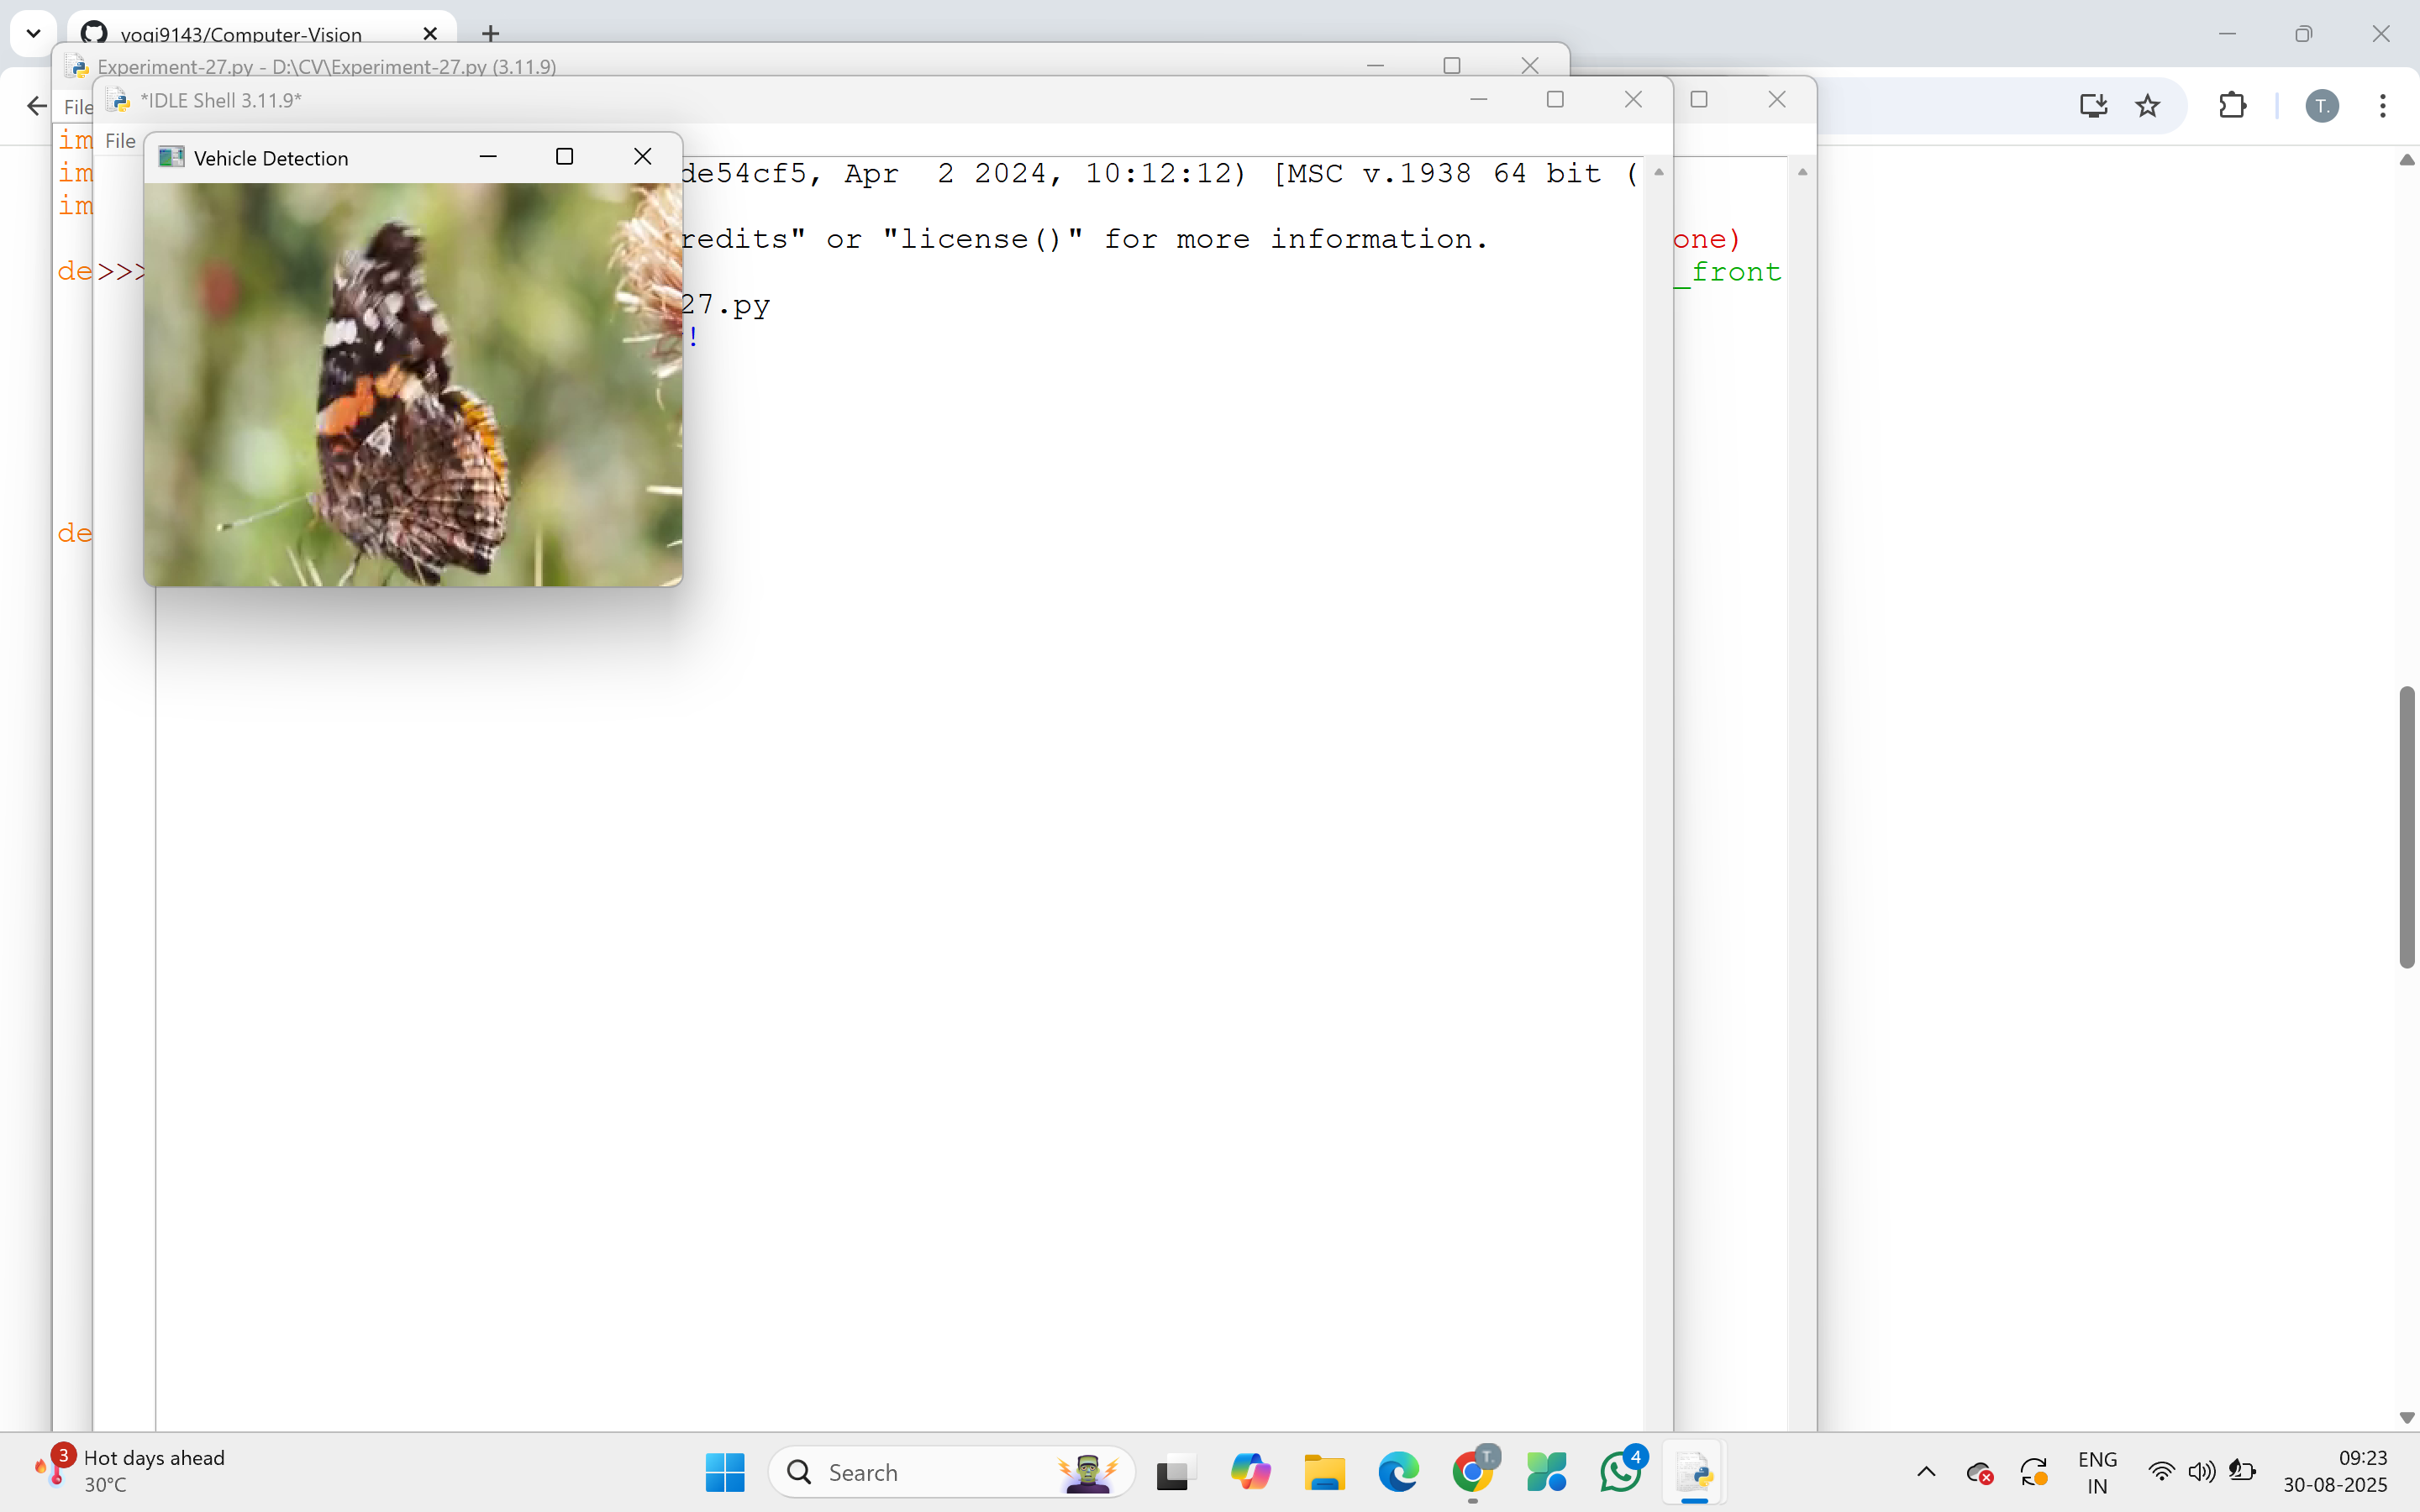 yogi9143/Computer-Vision
Experiment-27.py - D:\CV\Experiment-27.py (3.11.9)
File
*IDLE Shell 3.11.9*
File
Vehicle Detection
im
im
im
de
de
de54cf5, Apr 2 2024, 10:12:12) [MSC v.1938 64 bit (
redits" or "license()" for more information.
>>>
27.py
!
one)
_front
T.
3
Hot days ahead
30°C
Search
T.
4
ENG
IN
09:23
30-08-2025